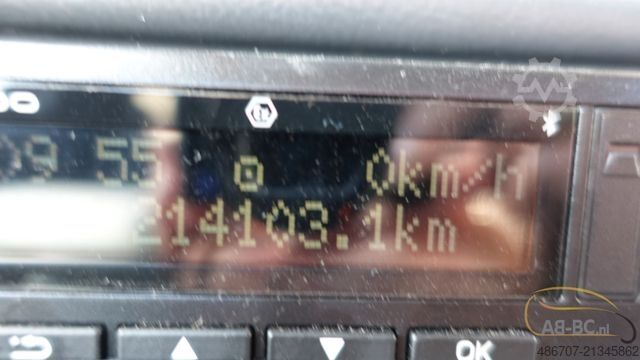 09 55 o 0km/h
214103.1km
OK
AB-BC.nl
486707-21345862